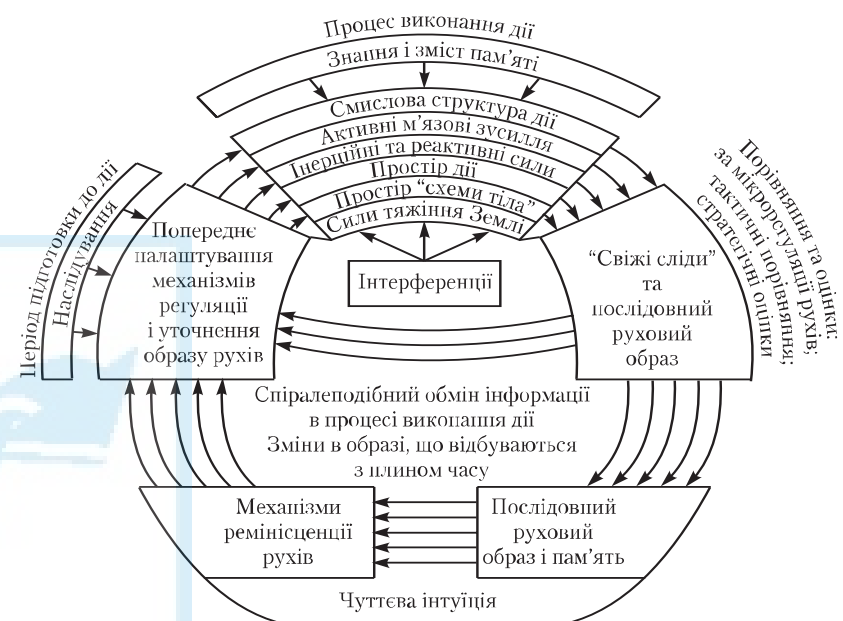 Процес виконання дії
Знання і зміст пам’яті
Смислова структура дії
Активні м’язові зусилля
Інерційні та реактивні сили
Простір дії
Простір “схеми тіла”
Сили тяжіння Землі
Інтерференції
Період підготовки до дії
Наслідування
Попереднє
налаштування
механізмів
регуляції
і уточнення
образу рухів
“Свіжі сліди”
та
послідовний
руховий
образ
Порівняння та оцінки:
за мікрорегуляції рухів;
тактичні порівняння;
стратегічні оцінки
Спіралеподібний обмін інформації
в процесі виконання дії
Зміни в образі, що відбуваються
з плином часу
Механізми
ремінісценції
рухів
Послідовний
руховий
образ і пам’ять
Чуттєва інтуїція